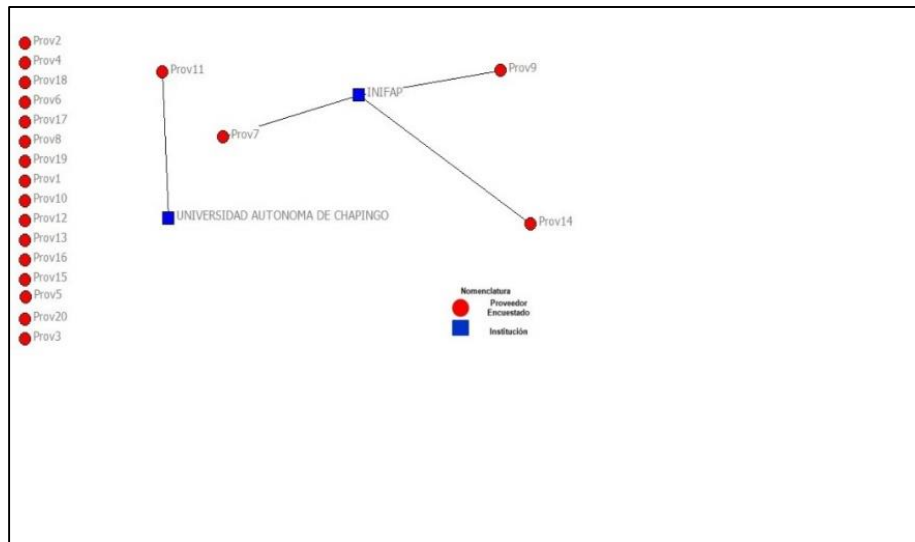 Prov2
Prov4
Prov18
Prov6
Prov17
Prov8
Prov19
Prov1
Prov10
Prov12
Prov13
Prov16
Prov15
Prov5
Prov20
Prov3
Prov11
Prov7
INIFAP
Prov9
UNIVERSIDAD AUTONOMA DE CHAPINGO
Prov14
Nomenclatura
Proveedor
Encuestado
Institución